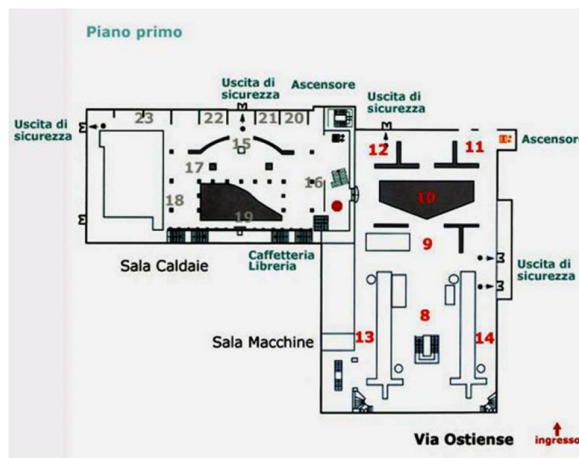 Piano primo
Uscita di
sicurezza
Ascensore
Uscita di
sicurezza
Uscita di
sicurezza
23
22
21
20
15
12
11
Ascensore
17
16
18
10
19
9
Caffetteria
Libreria
Sala Caldaie
Uscita di
sicurezza
8
Sala Macchine
13
14
Via Ostiense
ingresso